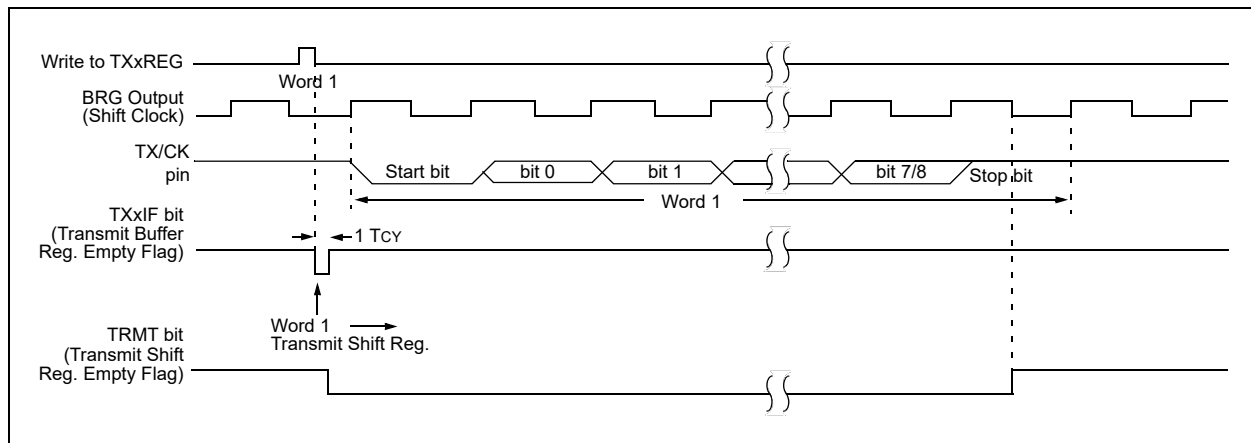 Write to TXxREG
Word 1
BRG Output
(Shift Clock)
TX/CK
pin
Start bit
bit 0
bit 1
bit 7/8
Stop bit
Word 1
TXxIF bit
(Transmit Buffer
Reg. Empty Flag)
1 TCY
Word 1
Transmit Shift Reg.
TRMT bit
(Transmit Shift
Reg. Empty Flag)